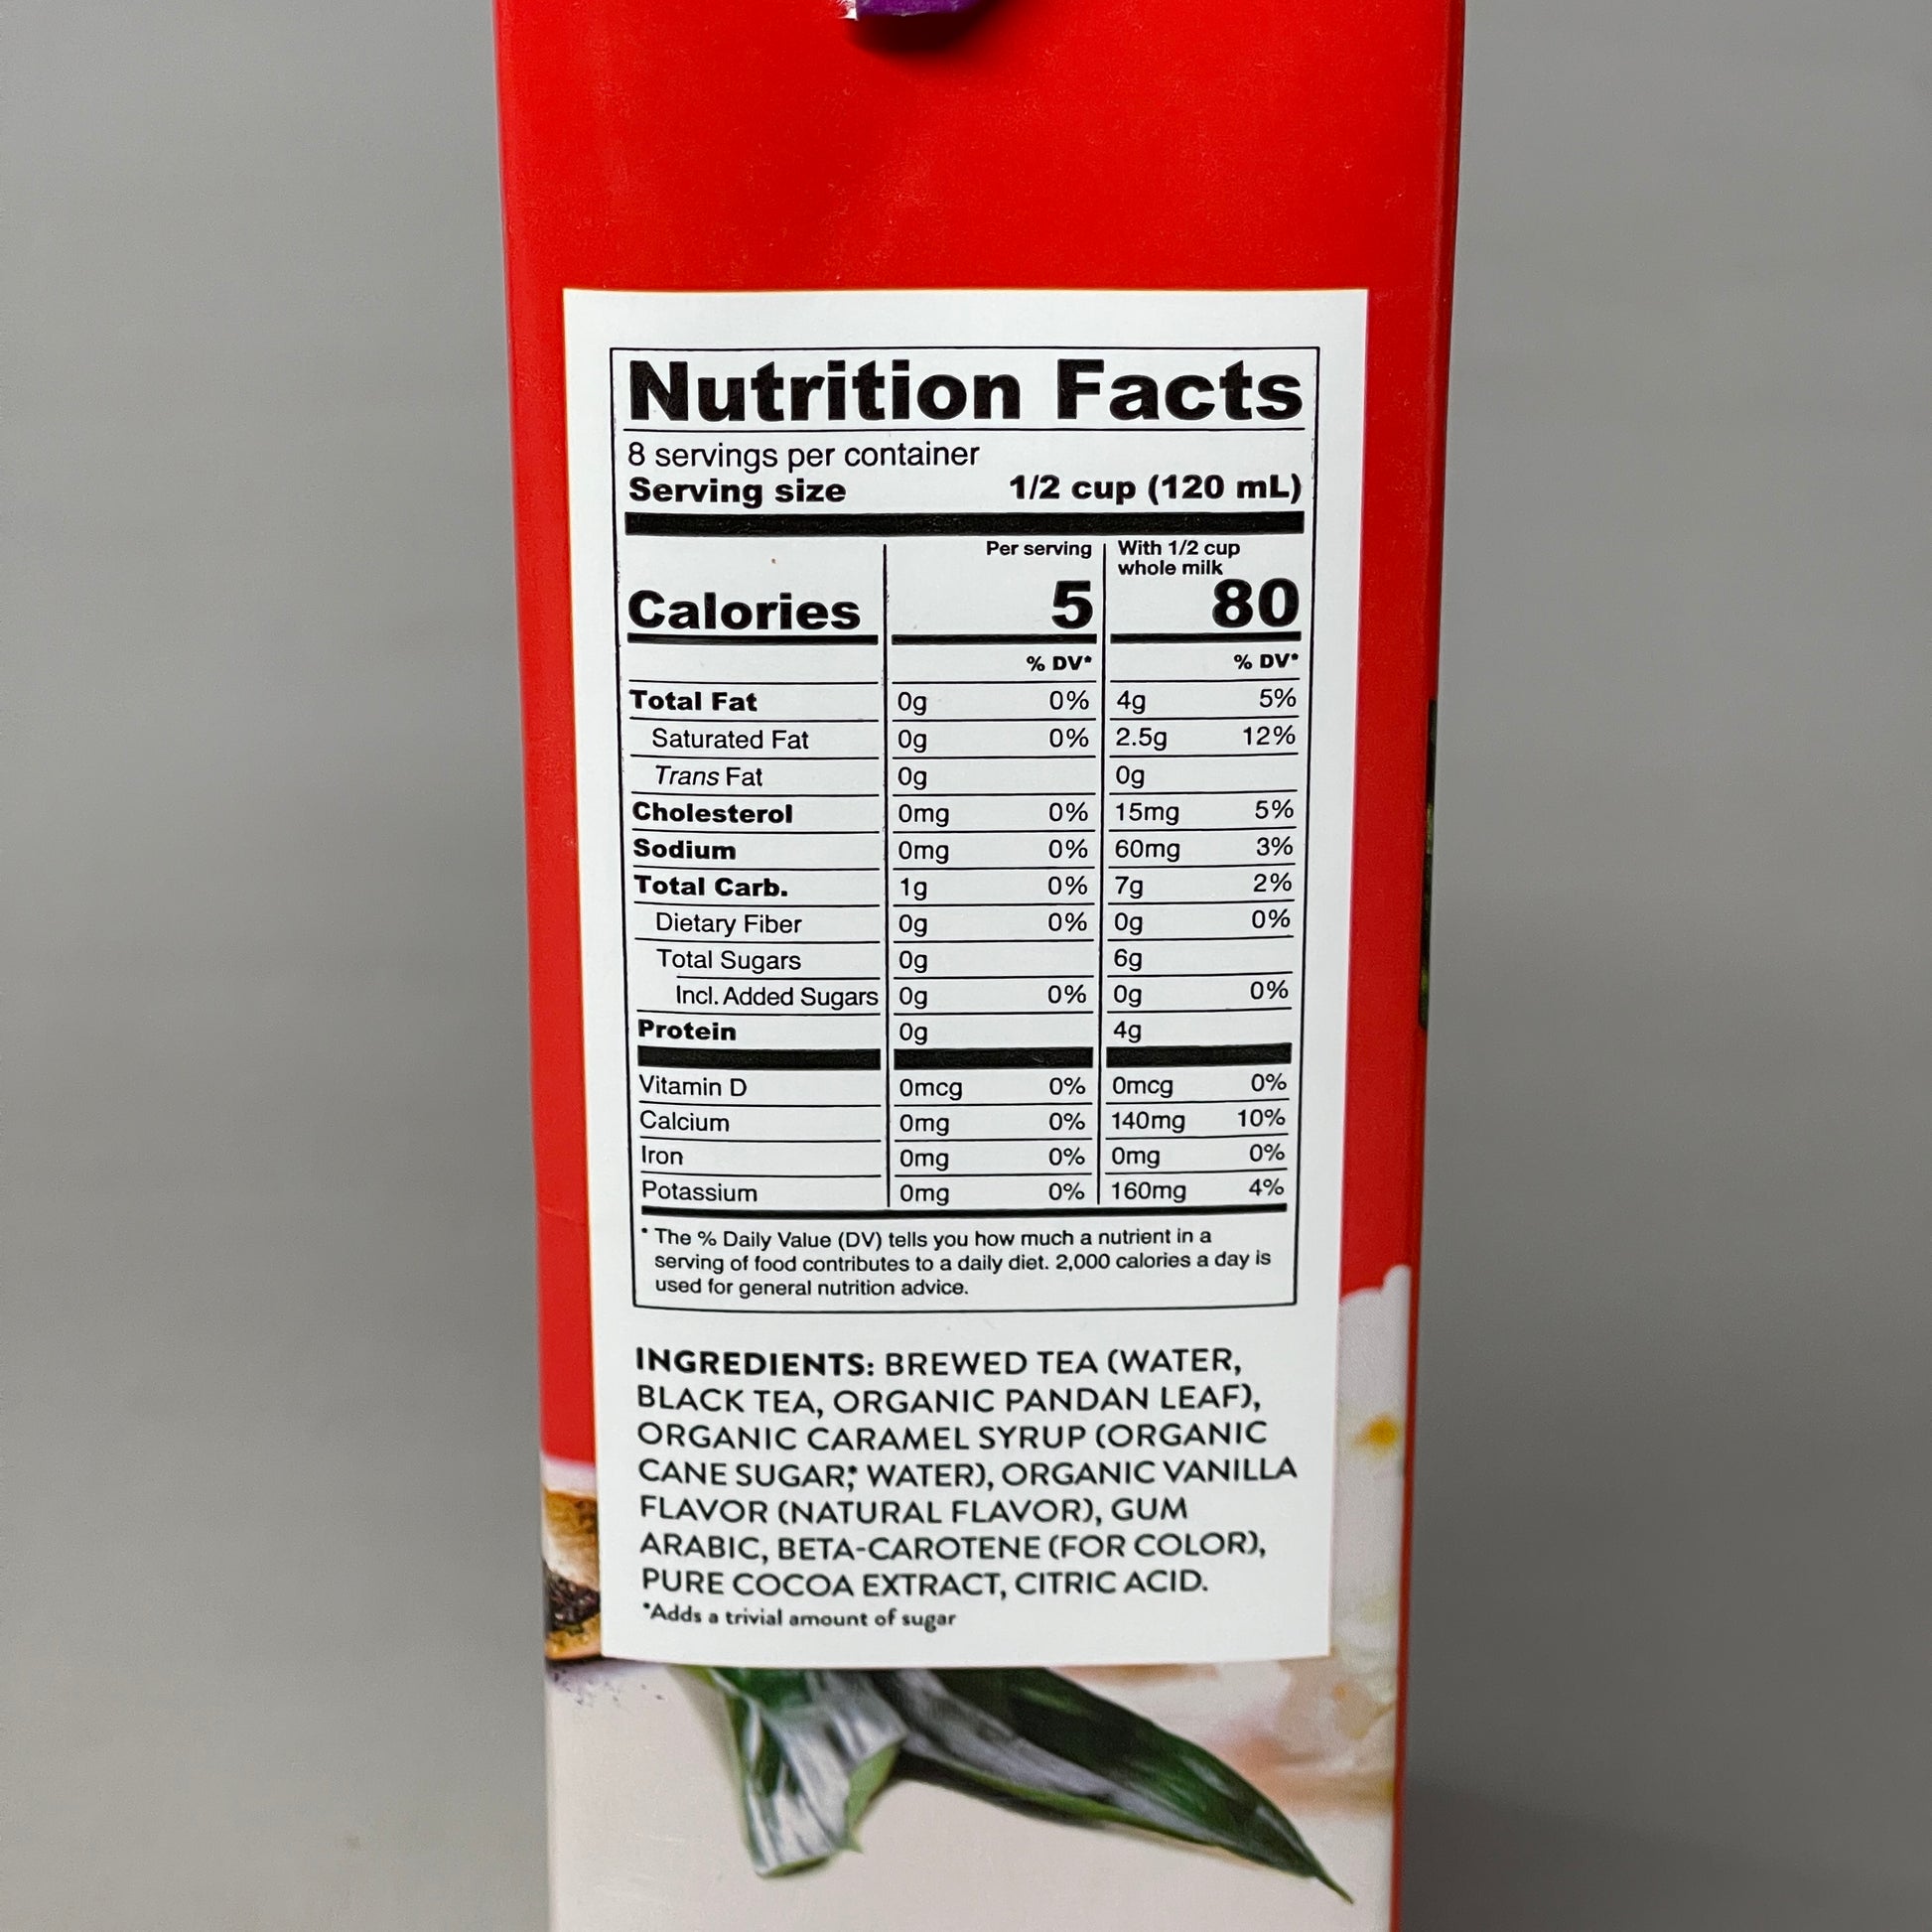 Nutrition Facts
8 servings per container
Serving size 1/2 cup (120 mL)
Per serving With 1/2 cup
whole milk
Calories 5 80
% DV* % DV*
Total Fat 0g 0% 4g 5%
Saturated Fat 0g 0% 2.5g 12%
Trans Fat 0g 0g
Cholesterol 0mg 0% 15mg 5%
Sodium 0mg 0% 60mg 3%
Total Carb. 1g 0% 7g 2%
Dietary Fiber 0g 0% 0g 0%
Total Sugars 0g 6g
Incl. Added Sugars 0g 0% 0g 0%
Protein 0g 4g
Vitamin D 0mcg 0% 0mcg 0%
Calcium 0mg 0% 140mg 10%
Iron 0mg 0% 0mg 0%
Potassium 0mg 0% 160mg 4%
* The % Daily Value (DV) tells you how much a nutrient in a
serving of food contributes to a daily diet. 2,000 calories a day is
used for general nutrition advice.
INGREDIENTS: BREWED TEA (WATER,
BLACK TEA, ORGANIC PANDAN LEAF),
ORGANIC CARAMEL SYRUP (ORGANIC
CANE SUGAR,* WATER), ORGANIC VANILLA
FLAVOR (NATURAL FLAVOR), GUM
ARABIC, BETA-CAROTENE (FOR COLOR),
PURE COCOA EXTRACT, CITRIC ACID.
*Adds a trivial amount of sugar